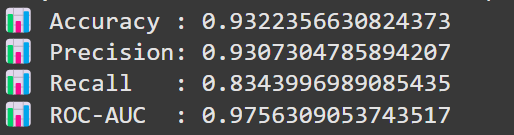 📊 Accuracy : 0.9322356630824373
📊 Precision: 0.9307304785894207
📊 Recall   : 0.8343996989085435
📊 ROC-AUC  : 0.9756309053743517